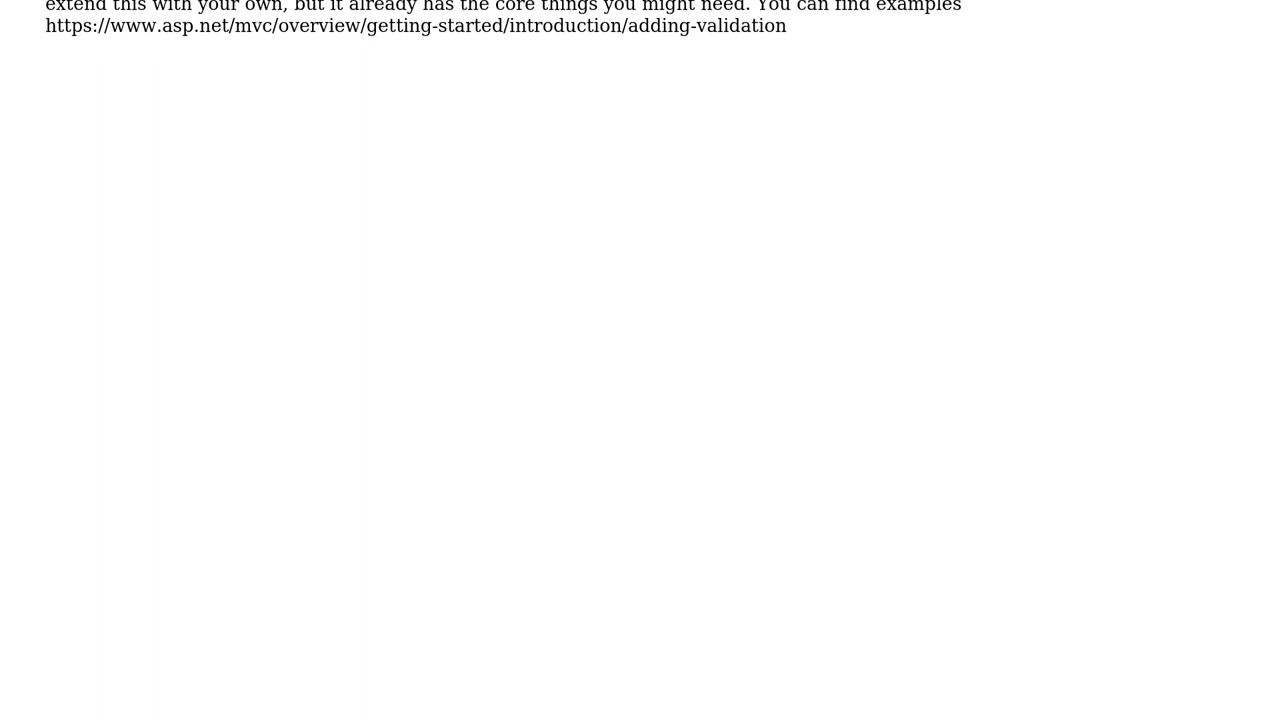 extend this with your own, but it already has the core things you might need. You can find examples
https://www.asp.net/mvc/overview/getting-started/introduction/adding-validation